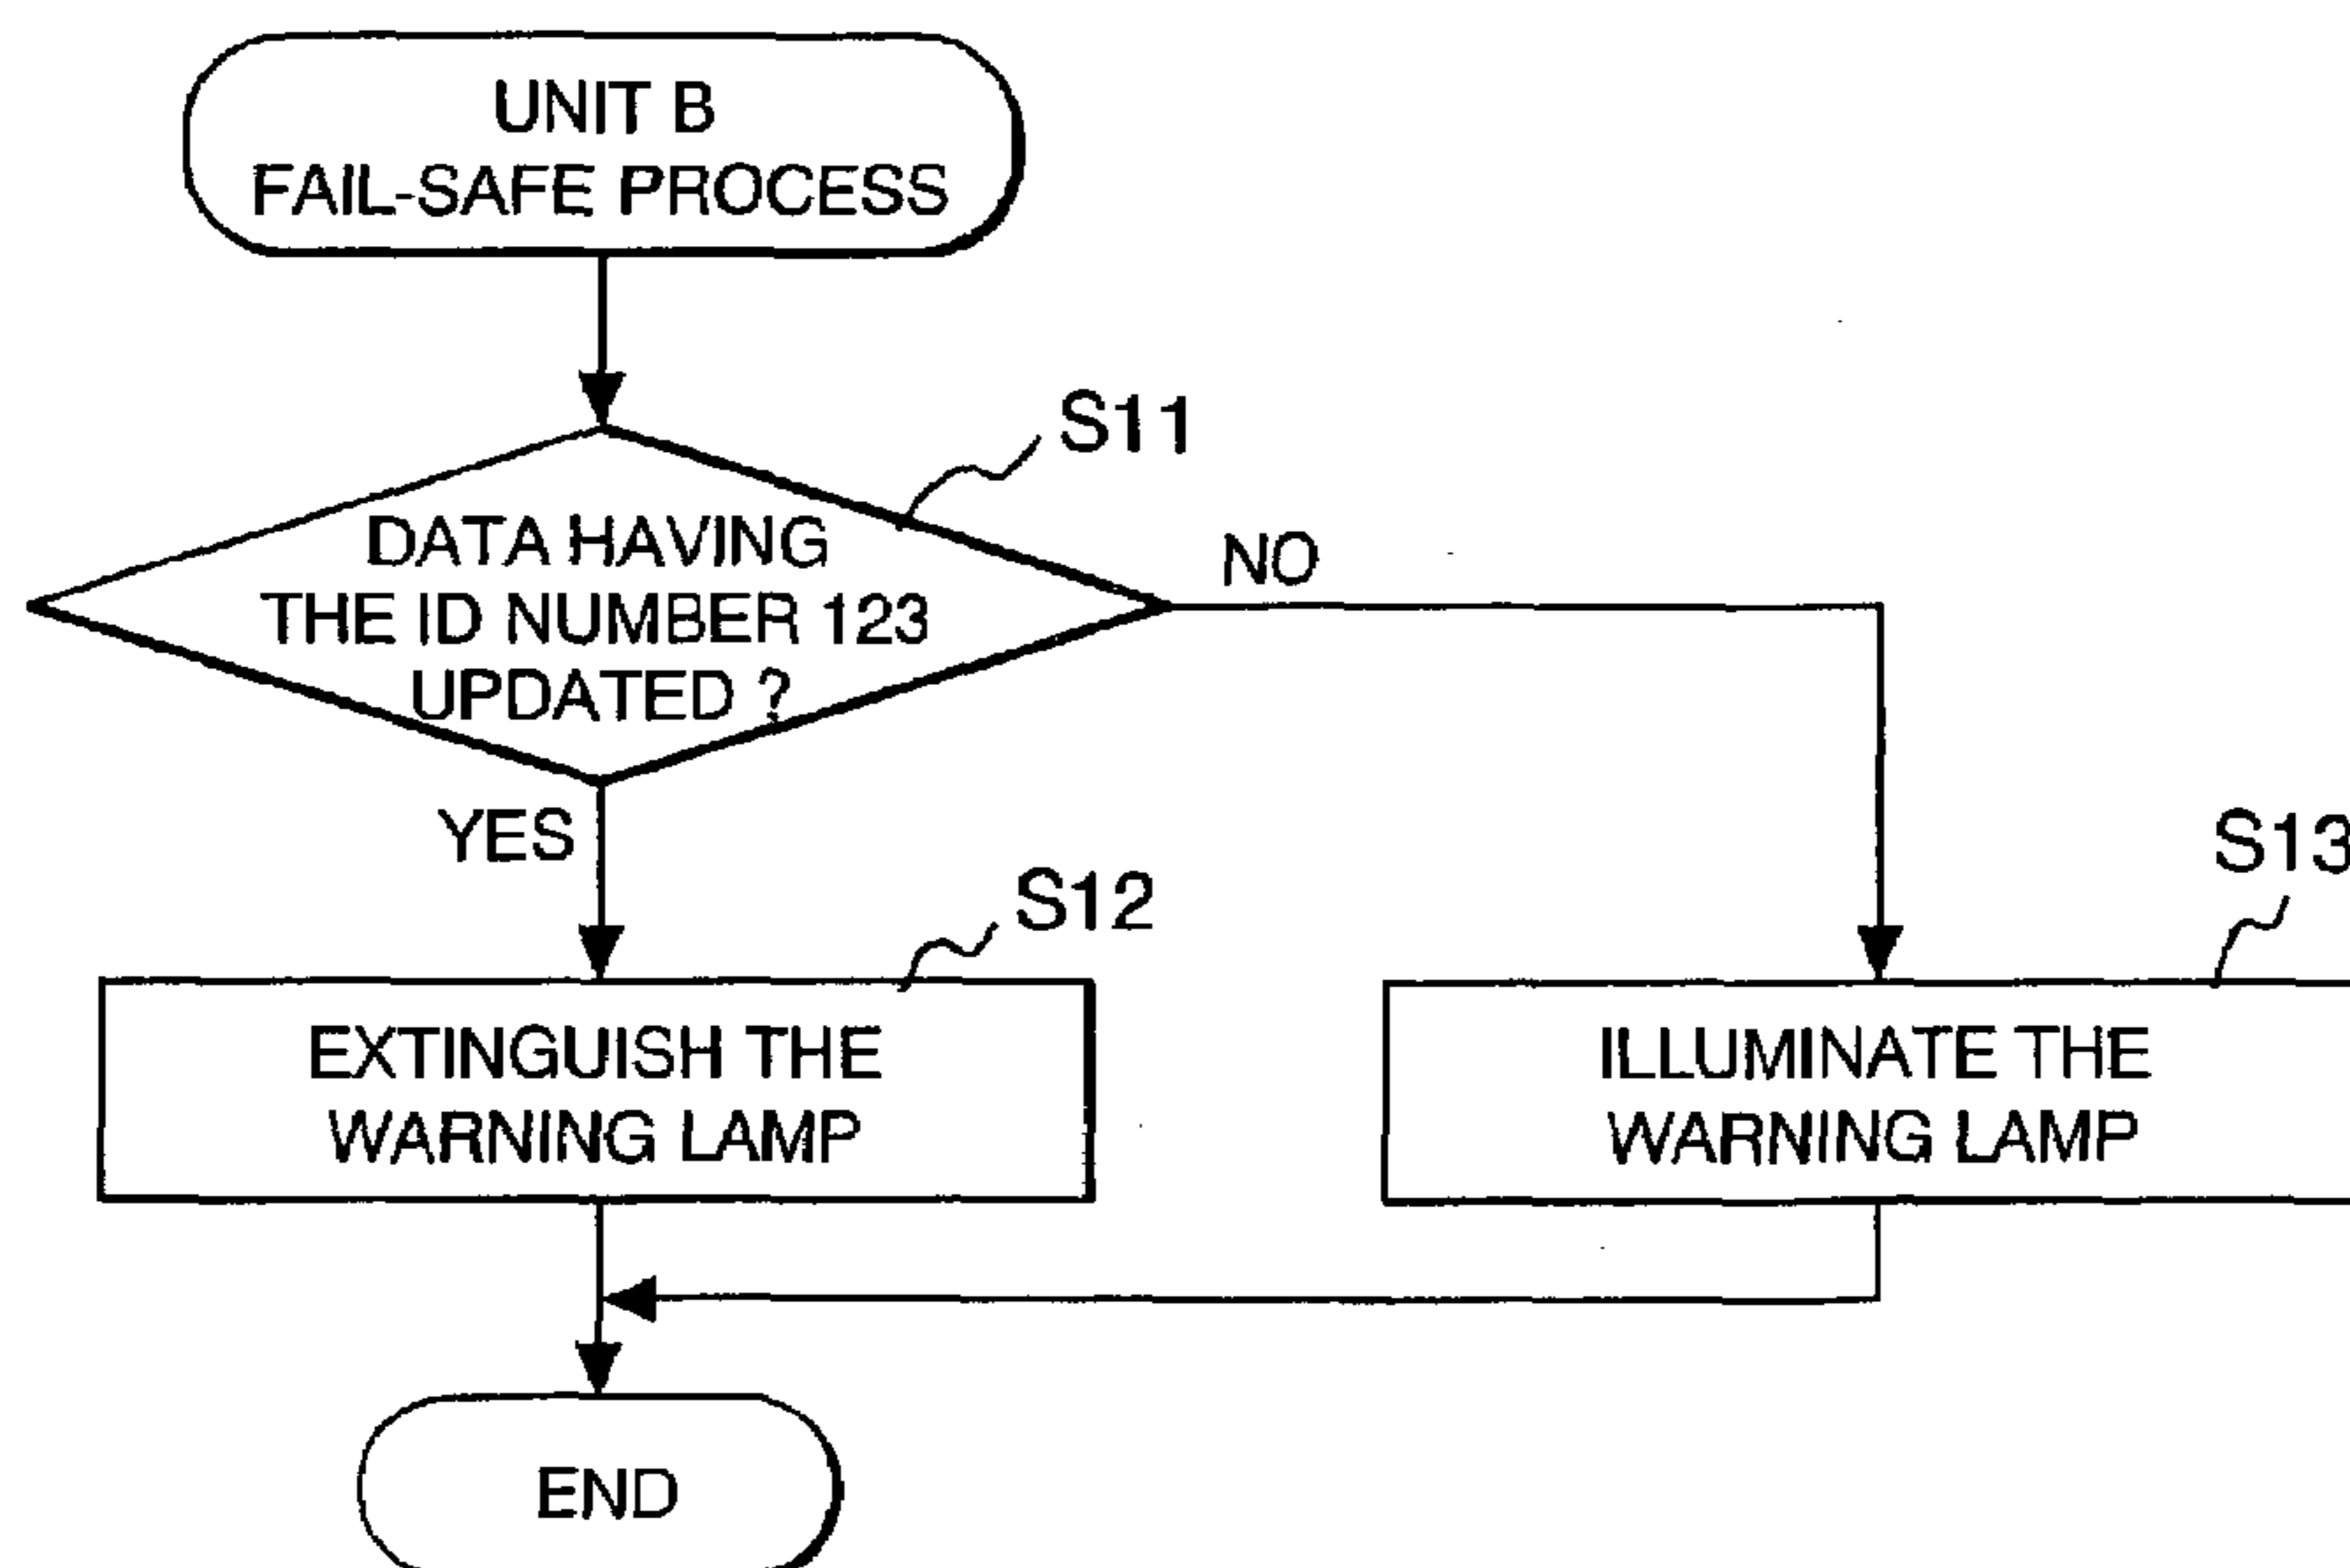 UNIT B
FAIL-SAFE PROCESS
S11
DATA HAVING
THE ID NUMBER 123
UPDATED ?
NO
YES
S12
EXTINGUISH THE
WARNING LAMP
S13
ILLUMINATE THE
WARNING LAMP
END